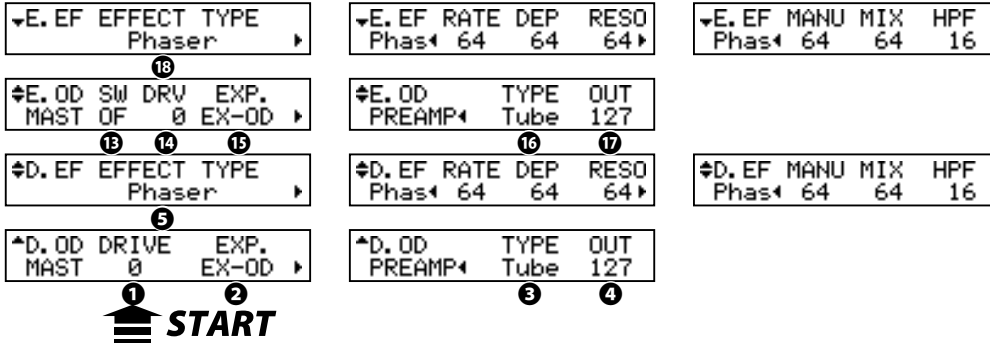 E. EF EFFECT TYPE
Phaser
E. EF RATE DEP RESO
Phas 64 64 64
E. EF MANU MIX HPF
Phas 64 64 16
18
E. OD SW DRV EXP.
MAST OF 0 EX-OD
E. OD TYPE OUT
PREAMP Tube 127
13 14 15 16 17
D. EF EFFECT TYPE
Phaser
D. EF RATE DEP RESO
Phas 64 64 64
D. EF MANU MIX HPF
Phas 64 64 16
5
D. OD DRIVE EXP.
MAST 0 EX-OD
D. OD TYPE OUT
PREAMP Tube 127
1 2 3 4
START